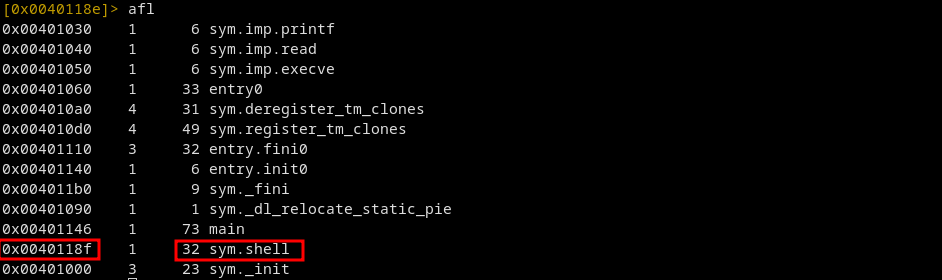 [0x0040118e]> afl
0x00401030 1 6 sym.imp.printf
0x00401040 1 6 sym.imp.read
0x00401050 1 6 sym.imp.execve
0x00401060 1 33 entry0
0x004010a0 4 31 sym.deregister_tm_clones
0x004010d0 4 49 sym.register_tm_clones
0x00401110 3 32 entry.fini0
0x00401140 1 6 entry.init0
0x004011b0 1 9 sym._fini
0x00401090 1 1 sym._dl_relocate_static_pie
0x00401146 1 73 main
0x0040118f 1 32 sym.shell
0x00401000 3 23 sym._init